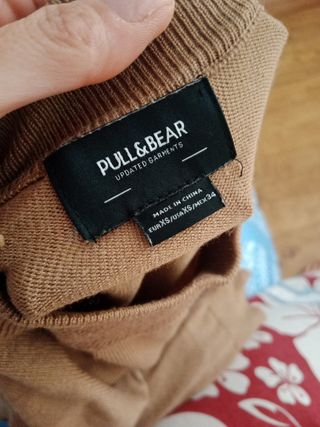 PULL&BEAR
UPDATED GARMENTS
MADE IN CHINA
EUR XS/USA XS/MEX 34